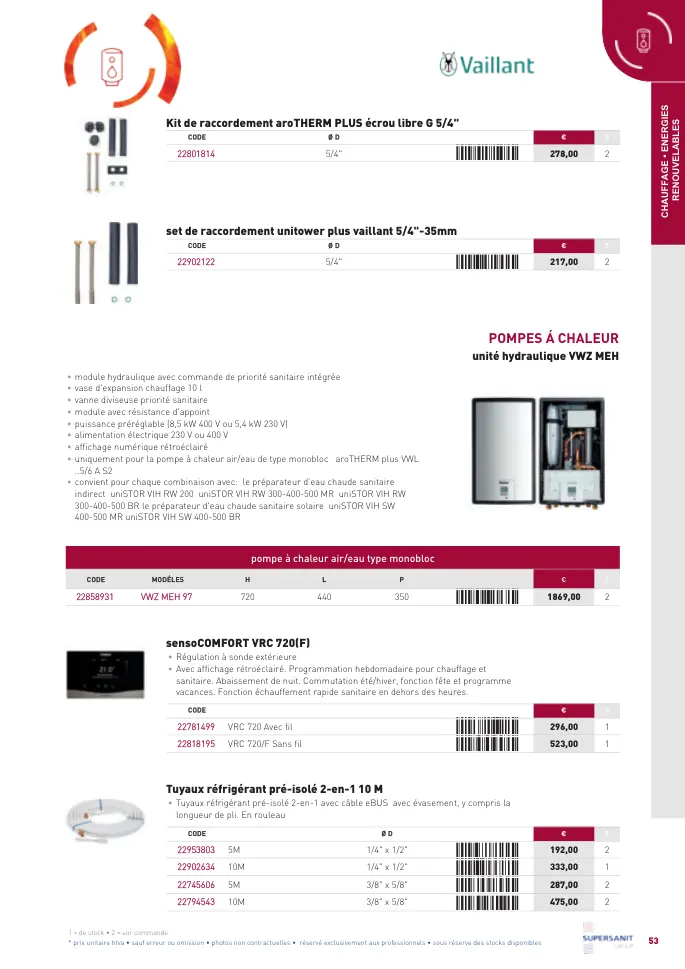 Vaillant
CHAUFFAGE • ENERGIES
RENOUVELABLES
Kit de raccordement aroTHERM PLUS écrou libre G 5/4"
CODE Ø D €
22801814 5/4" 278,00 2
set de raccordement unitower plus vaillant 5/4"-35mm
CODE Ø D €
22902122 5/4" 217,00 2
POMPES Á CHALEUR
unité hydraulique VWZ MEH
• module hydraulique avec commande de priorité sanitaire intégrée
• vase d'expansion chauffage 10 l
• vanne diviseuse priorité sanitaire
• module avec résistance d'appoint
• puissance préréglable (8,5 kW 400 V ou 5,4 kW 230 V)
• alimentation électrique 230 V ou 400 V
• affichage numérique rétroéclairé
• uniquement pour la pompe à chaleur air/eau de type monobloc aroTHERM plus VWL
..5/6 A S2
• convient pour chaque combinaison avec: le préparateur d'eau chaude sanitaire
indirect uniSTOR VIH RW 200 uniSTOR VIH RW 300-400-500 MR uniSTOR VIH RW
300-400-500 BR le préparateur d'eau chaude sanitaire solaire uniSTOR VIH SW
400-500 MR uniSTOR VIH SW 400-500 BR
pompe à chaleur air/eau type monobloc
CODE MODÉLES H L P €
22858931 VWZ MEH 97 720 440 350 1869,00 2
sensoCOMFORT VRC 720(F)
• Régulation à sonde extérieure
• Avec affichage rétroéclairé. Programmation hebdomadaire pour chauffage et
sanitaire. Abaissement de nuit. Commutation été/hiver, fonction fête et programme
vacances. Fonction échauffement rapide sanitaire en dehors des heures.
CODE €
22781499 VRC 720 Avec fil 296,00 1
22818195 VRC 720/F Sans fil 523,00 1
Tuyaux réfrigérant pré-isolé 2-en-1 10 M
• Tuyaux réfrigérant pré-isolé 2-en-1 avec câble eBUS avec évasement, y compris la
longueur de pli. En rouleau
CODE Ø D €
22953803 5M 1/4" x 1/2" 192,00 2
22902634 10M 1/4" x 1/2" 333,00 1
22745606 5M 3/8" x 5/8" 287,00 2
22794543 10M 3/8" x 5/8" 475,00 2
1 = de stock • 2 = sur commande
* prix unitaire htva • sauf erreur ou omission • photos non contractuelles • réservé exclusivement aux professionnels • sous réserve des stocks disponibles
SUPERSANIT
GROUP
53